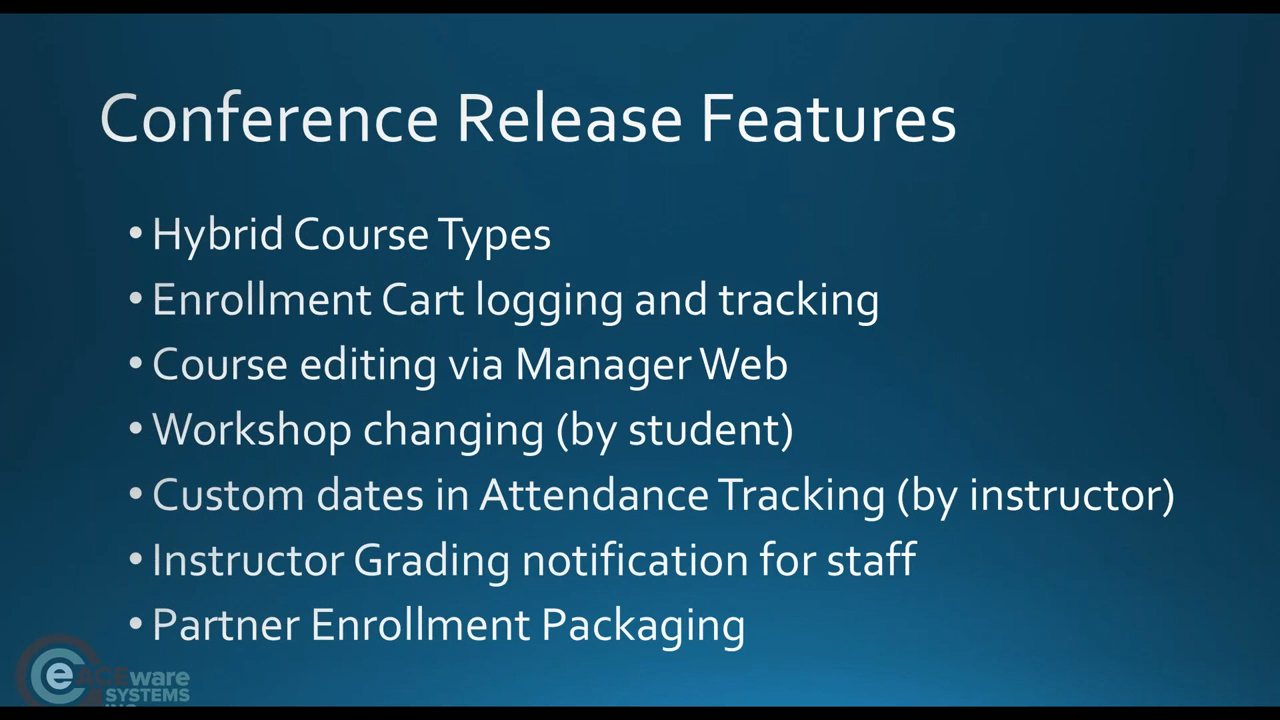 Conference Release Features
• Hybrid Course Types
• Enrollment Cart logging and tracking
• Course editing via Manager Web
• Workshop changing (by student)
• Custom dates in Attendance Tracking (by instructor)
• Instructor Grading notification for staff
• Partner Enrollment Packaging
e ACEware
SYSTEMS
INC